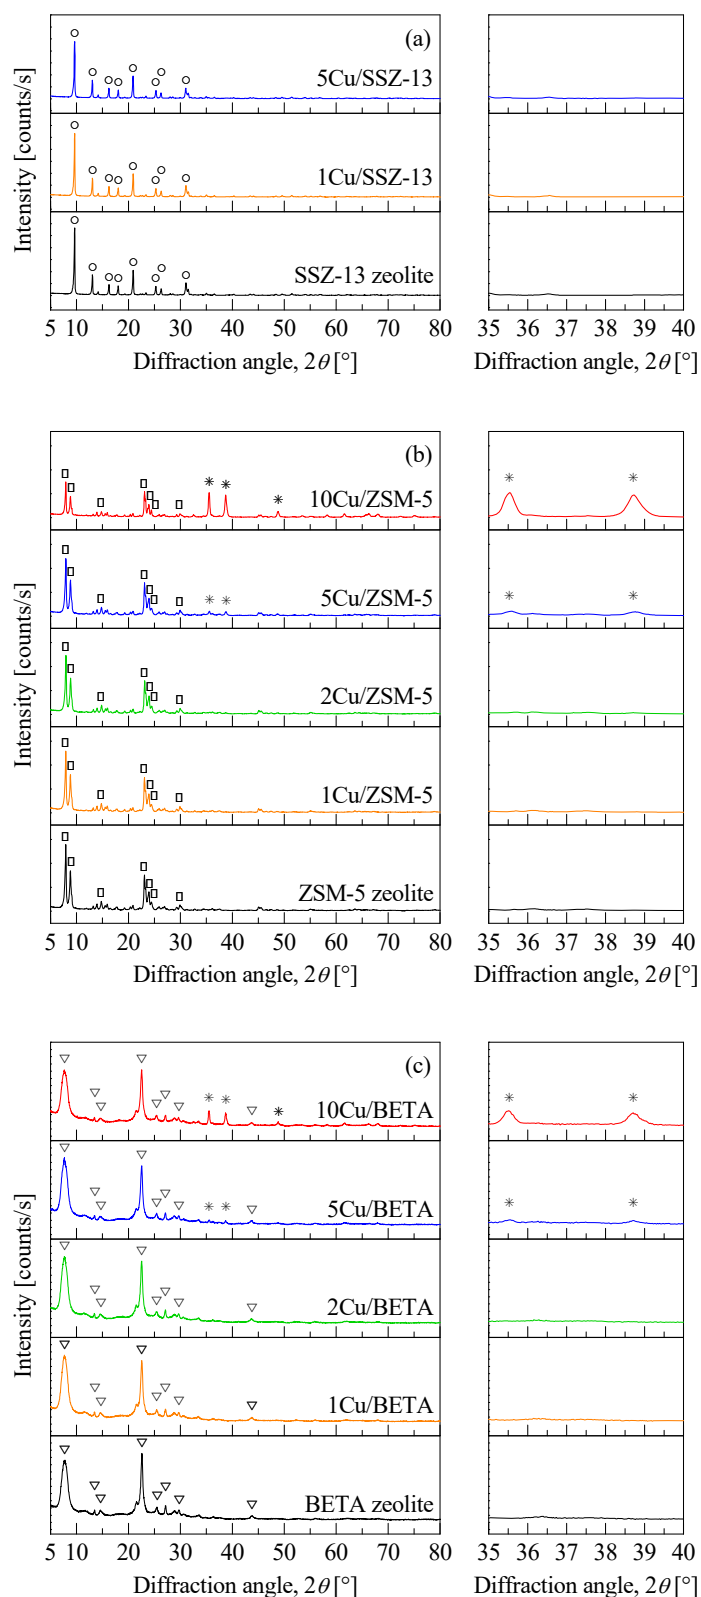 (a)
5Cu/SSZ-13
1Cu/SSZ-13
SSZ-13 zeolite
Intensity [counts/s]
5 10 20 30 40 50 60 70 80
35 36 37 38 39 40
Diffraction angle, 2θ [°]
Diffraction angle, 2θ [°]
(b)
10Cu/ZSM-5
5Cu/ZSM-5
2Cu/ZSM-5
1Cu/ZSM-5
ZSM-5 zeolite
Intensity [counts/s]
5 10 20 30 40 50 60 70 80
35 36 37 38 39 40
Diffraction angle, 2θ [°]
Diffraction angle, 2θ [°]
(c)
10Cu/BETA
5Cu/BETA
2Cu/BETA
1Cu/BETA
BETA zeolite
Intensity [counts/s]
5 10 20 30 40 50 60 70 80
35 36 37 38 39 40
Diffraction angle, 2θ [°]
Diffraction angle, 2θ [°]